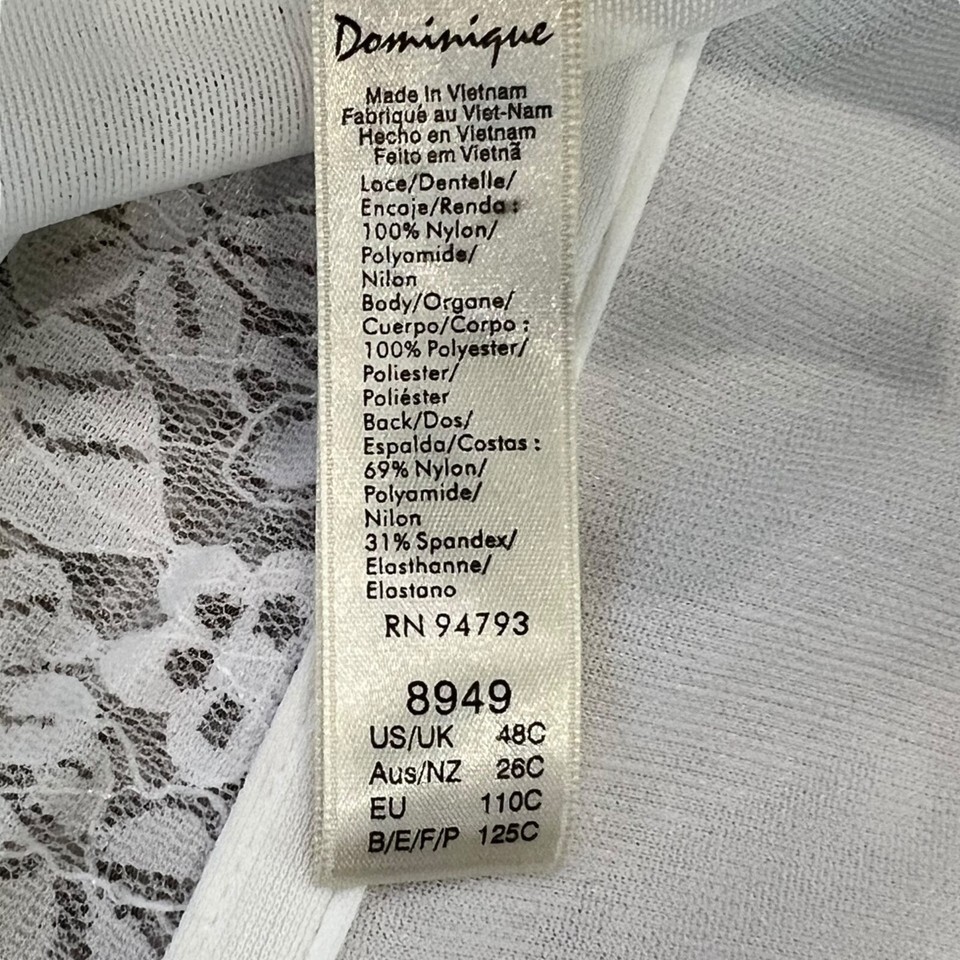 Dominique
Made In Vietnam
Fabriqué au Viet-Nam
Hecho en Vietnam
Feito em Vietnã
Lace/Dentelle/
Encaje/Renda :
100% Nylon/
Polyamide/
Nilon
Body/Organe/
Cuerpo/Corpo :
100% Polyester/
Poliester/
Poliéster
Back/Dos/
Espalda/Costas :
69% Nylon/
Polyamide/
Nilon
31% Spandex/
Elasthanne/
Elastano
RN 94793
8949
US/UK 48C
Aus/NZ 26C
EU 110C
B/E/F/P 125C